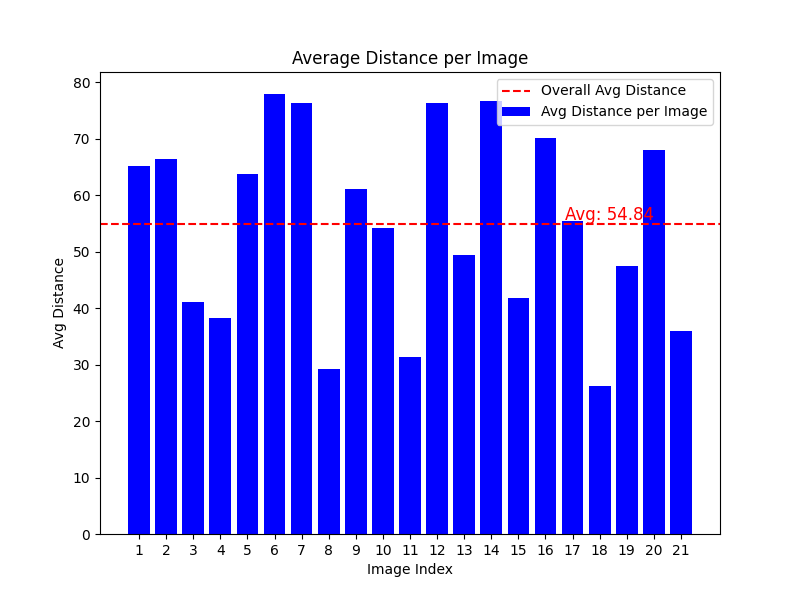 Average Distance per Image
Overall Avg Distance
Avg Distance per Image
Avg: 54.84
Avg Distance
80
70
60
50
40
30
20
10
0
1 2 3 4 5 6 7 8 9 10 11 12 13 14 15 16 17 18 19 20 21
Image Index